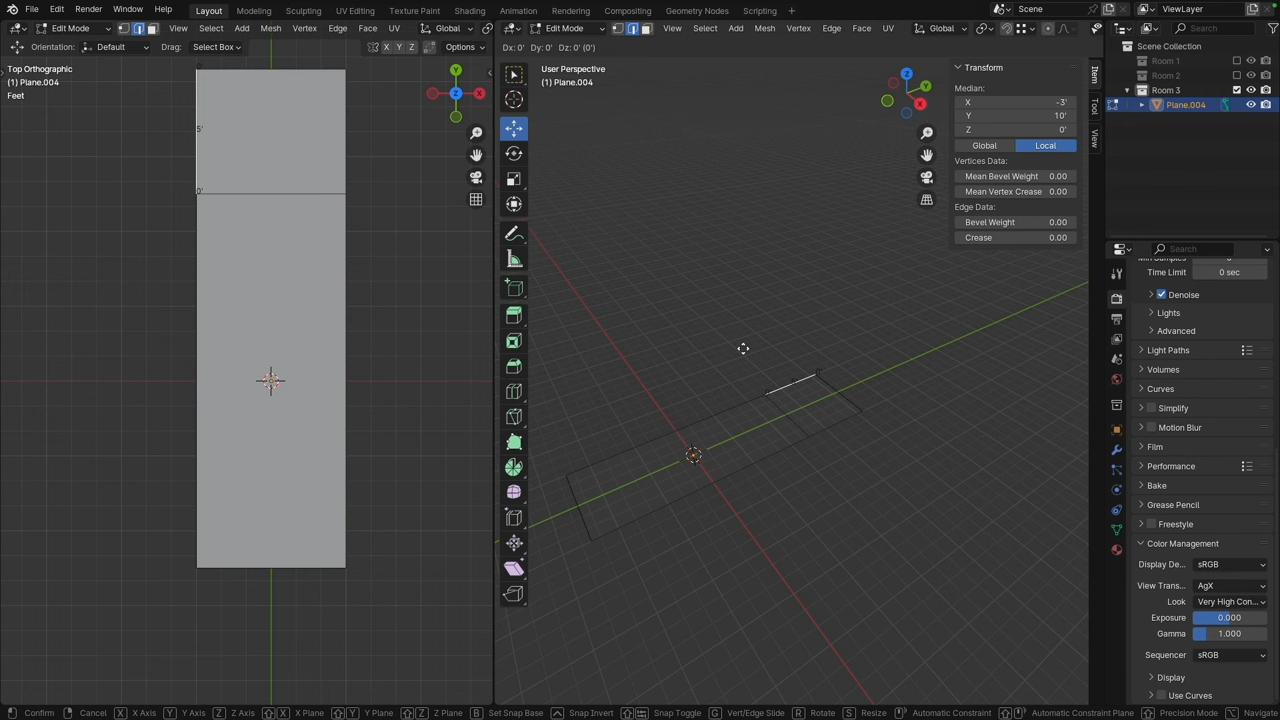 File Edit Render Window Help Layout Modeling Sculpting UV Editing Texture Paint Shading Animation Rendering Compositing Geometry Nodes Scripting Scene ViewLayer
Edit Mode View Select Add Mesh Vertex Edge Face UV Global Edit Mode View Select Add Mesh Vertex Edge Face UV Global Search
Orientation: Default Drag: Select Box X Y Z Options Dx: 0' Dy: 0' Dz: 0' (0') Scene Collection
Top Orthographic
(1) Plane.004
Feet
5'
0'
Y
Z
X
User Perspective
(1) Plane.004
Z
Y
X
Transform
Median:
X -3'
Y 10'
Z 0'
Global Local
Vertices Data:
Mean Bevel Weight 0.00
Mean Vertex Crease 0.00
Edge Data:
Bevel Weight 0.00
Crease 0.00
Item
Tool
View
Room 1
Room 2
Room 3
Plane.004
Search
Time Limit 0 sec
Denoise
Lights
Advanced
Light Paths
Volumes
Curves
Simplify
Motion Blur
Film
Performance
Bake
Grease Pencil
Freestyle
Color Management
Display De... sRGB
View Trans... AgX
Look Very High Con...
Exposure 0.000
Gamma 1.000
Sequencer sRGB
Display
Use Curves
Confirm Cancel X X Axis Y Y Axis Z Z Axis X X Plane Y Y Plane Z Z Plane B Set Snap Base Snap Invert Snap Toggle G Vert/Edge Slide R Rotate S Resize Automatic Constraint Automatic Constraint Plane Precision Mode Navigate